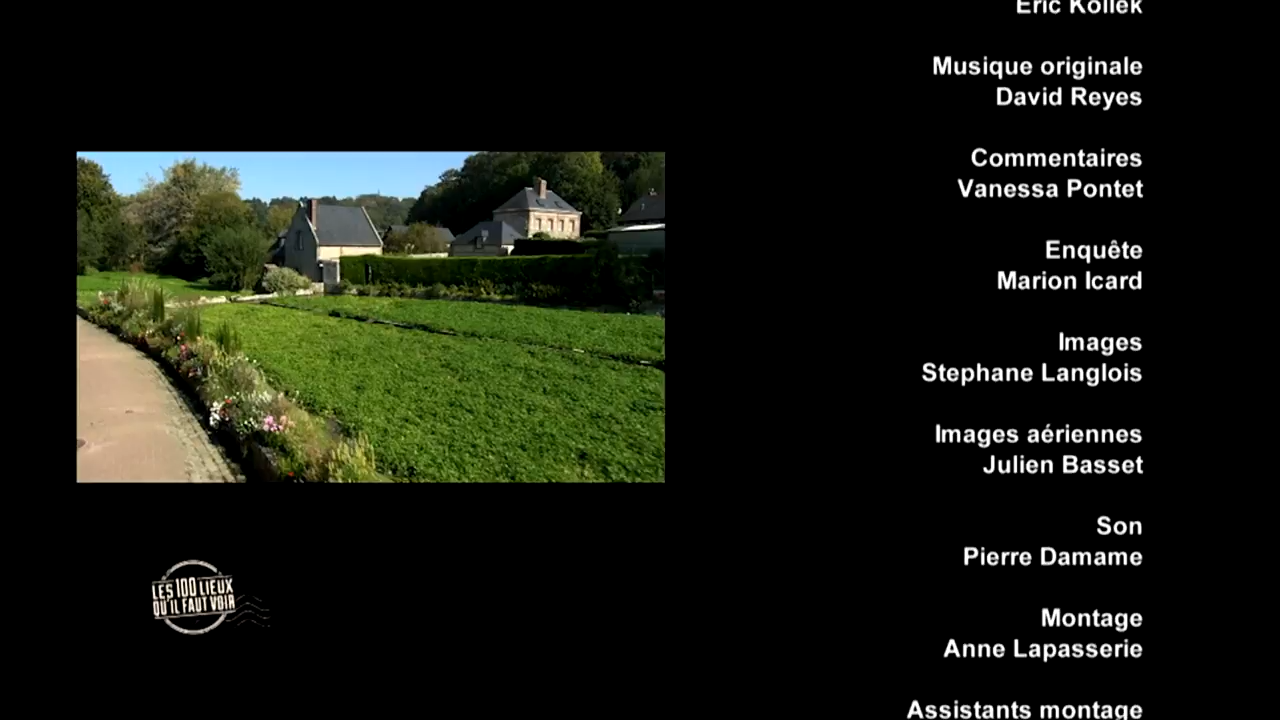 Eric Kollek
Musique originale
David Reyes
Commentaires
Vanessa Pontet
Enquête
Marion Icard
Images
Stephane Langlois
Images aériennes
Julien Basset
Son
Pierre Damame
Montage
Anne Lapasserie
Assistants montage
LES 100 LIEUX
QU'IL FAUT VOIR